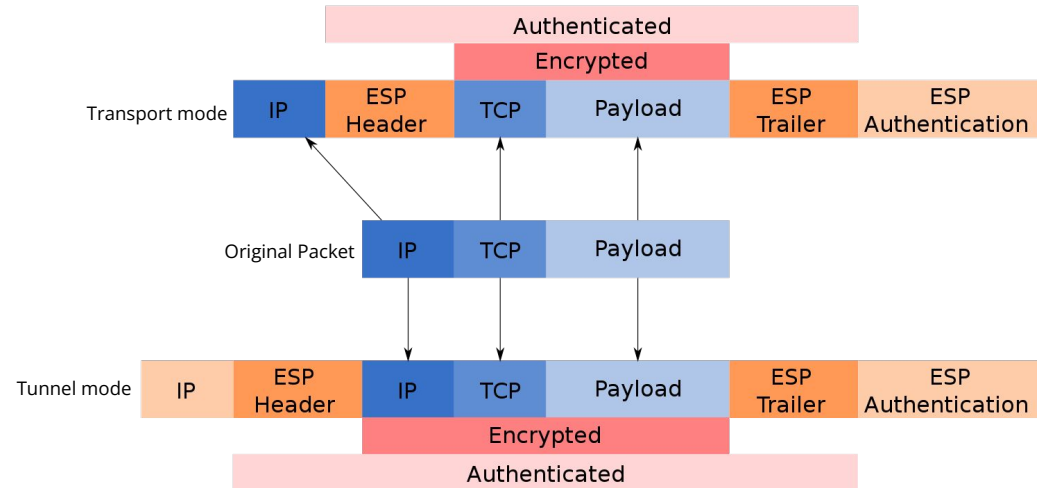 Authenticated
Encrypted
Transport mode
IP
ESP
Header
TCP
Payload
ESP
Trailer
ESP
Authentication
Original Packet
IP
TCP
Payload
Tunnel mode
IP
ESP
Header
IP
TCP
Payload
ESP
Trailer
ESP
Authentication
Encrypted
Authenticated